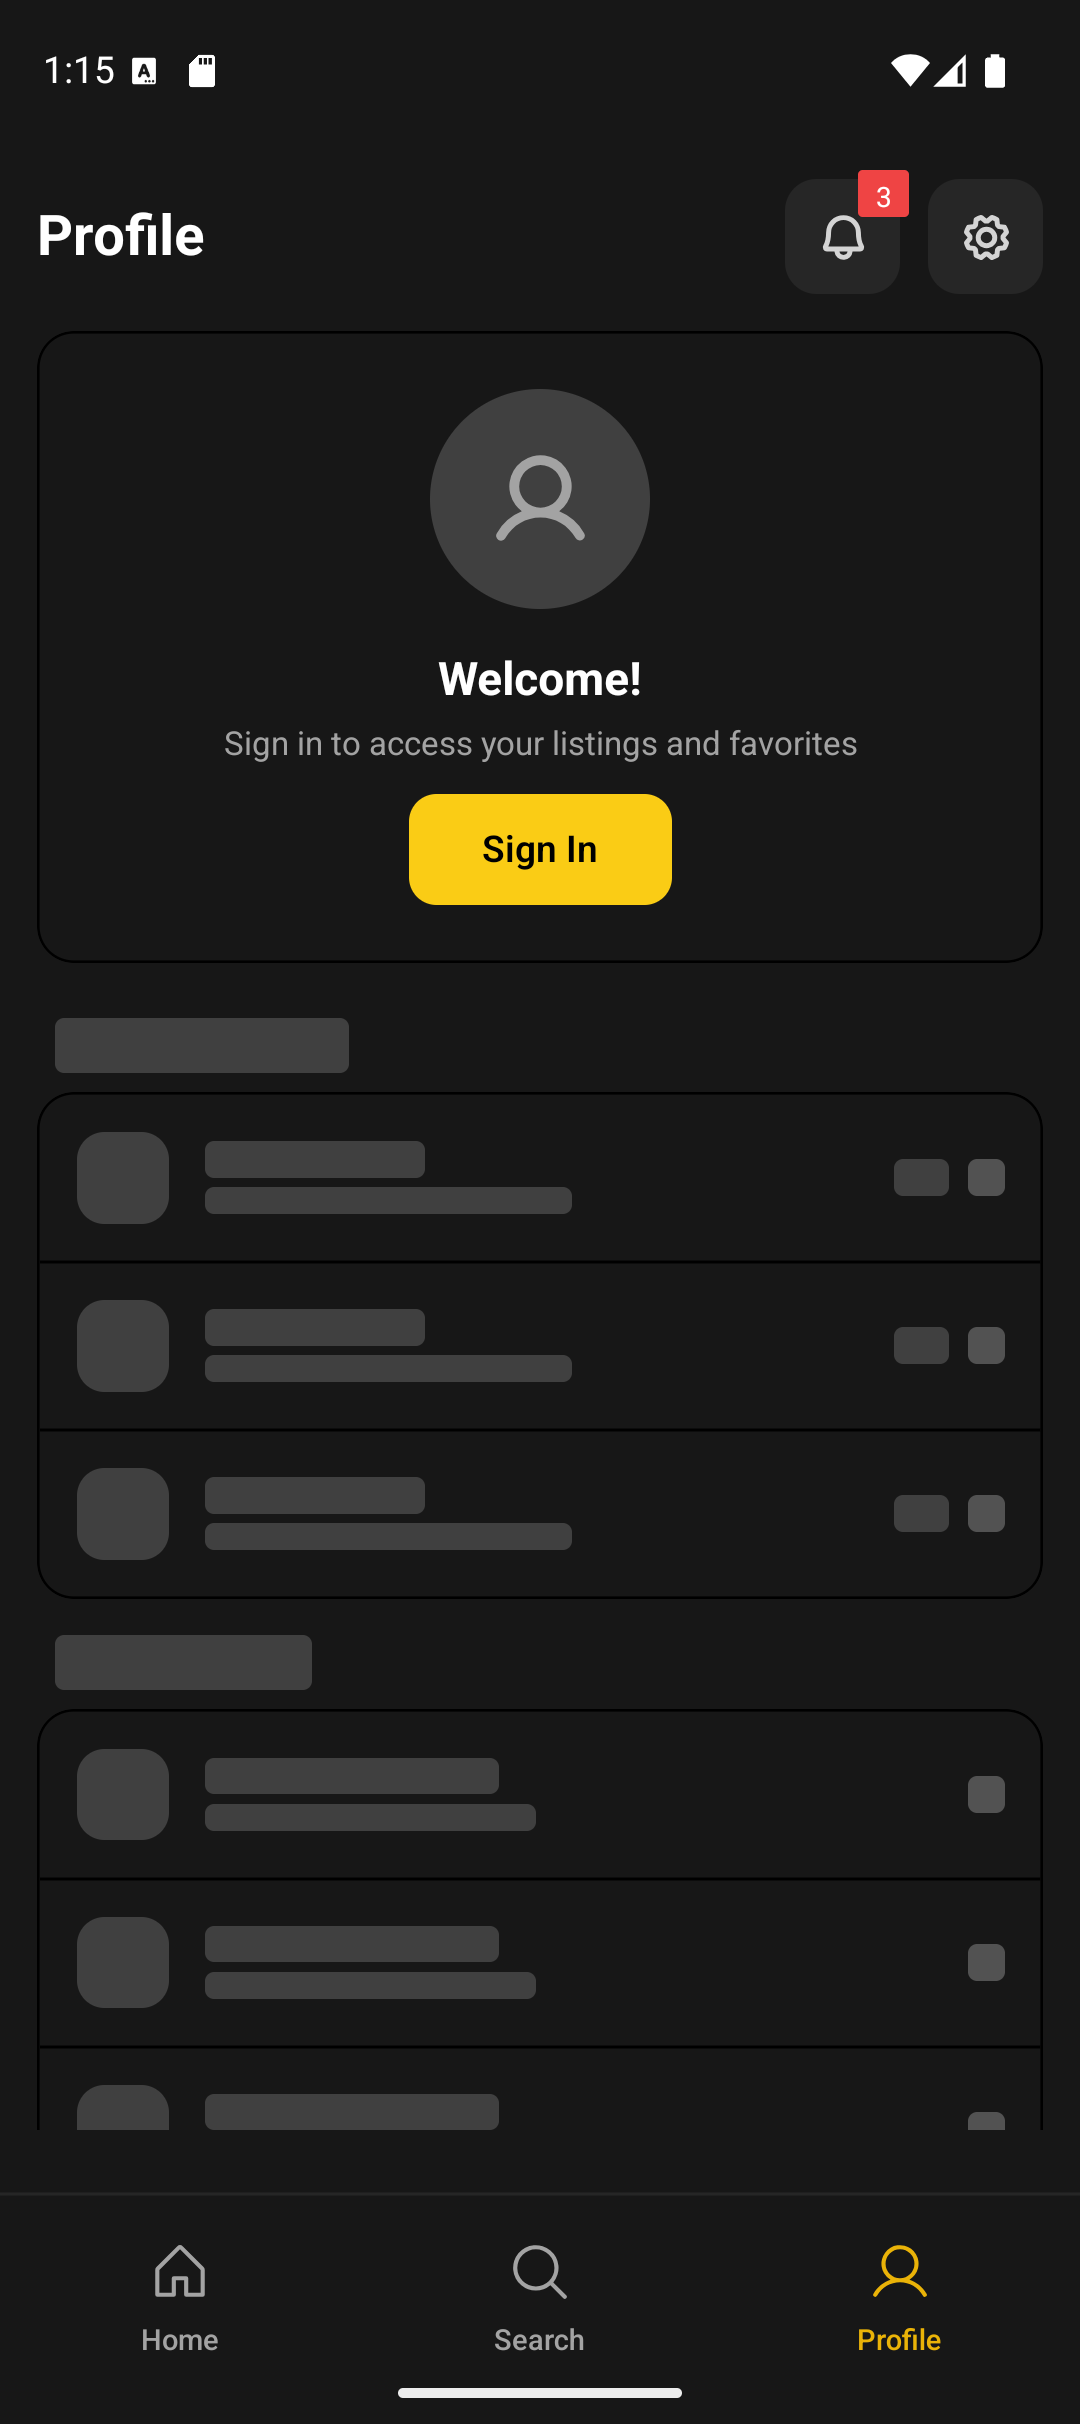 1:15
Profile
3
Welcome!
Sign in to access your listings and favorites
Sign In
Home
Search
Profile